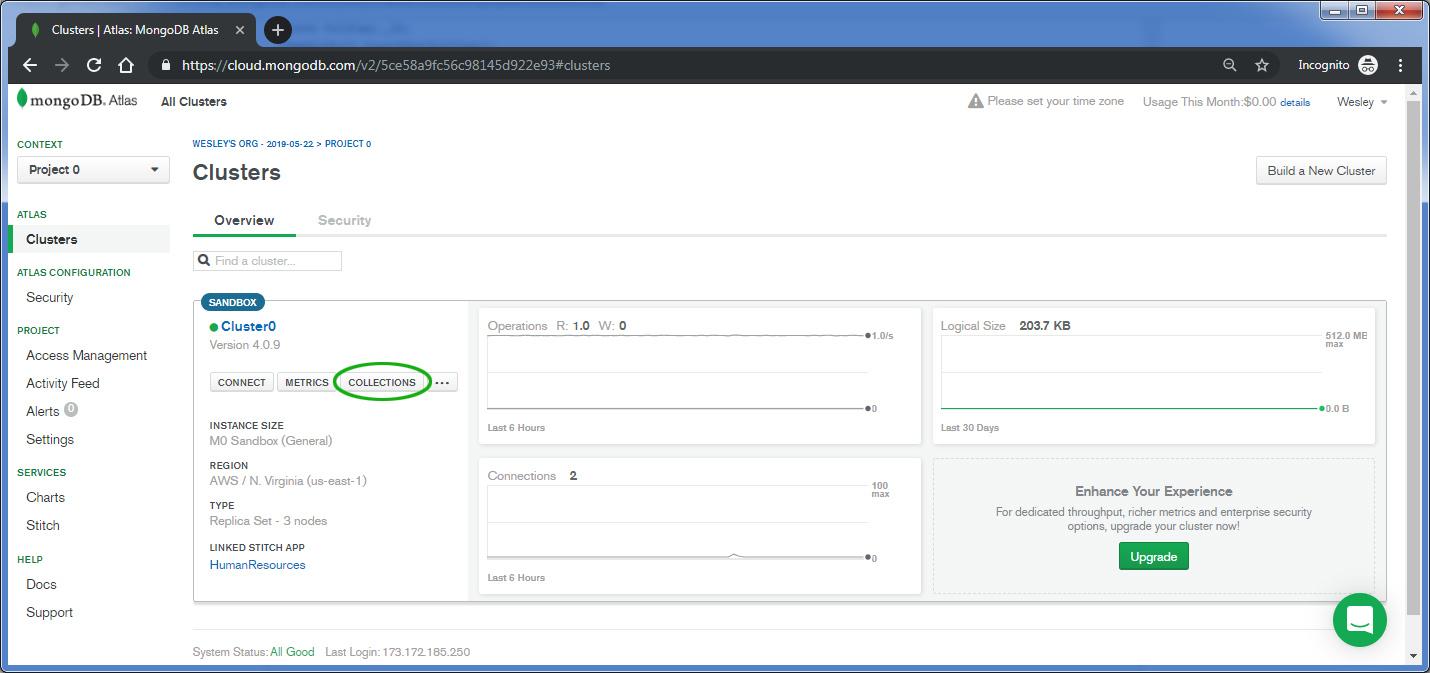 Clusters | Atlas: MongoDB Atlas
https://cloud.mongodb.com/v2/5ce58a9fc56c98145d922e93#clusters
Incognito
mongoDB. Atlas
All Clusters
Please set your time zone
Usage This Month:$0.00 details
Wesley
CONTEXT
Project 0
ATLAS
Clusters
ATLAS CONFIGURATION
Security
PROJECT
Access Management
Activity Feed
Alerts 0
Settings
SERVICES
Charts
Stitch
HELP
Docs
Support
WESLEY'S ORG - 2019-05-22 > PROJECT 0
Clusters
Build a New Cluster
Overview
Security
Find a cluster...
SANDBOX
Cluster0
Version 4.0.9
CONNECT
METRICS
COLLECTIONS
...
INSTANCE SIZE
M0 Sandbox (General)
REGION
AWS / N. Virginia (us-east-1)
TYPE
Replica Set - 3 nodes
LINKED STITCH APP
HumanResources
Operations R: 1.0 W: 0
1.0/s
0
Last 6 Hours
Logical Size 203.7 KB
512.0 MB
max
0.0 B
Last 30 Days
Connections 2
100
max
0
Last 6 Hours
Enhance Your Experience
For dedicated throughput, richer metrics and enterprise security
options, upgrade your cluster now!
Upgrade
System Status: All Good Last Login: 173.172.185.250